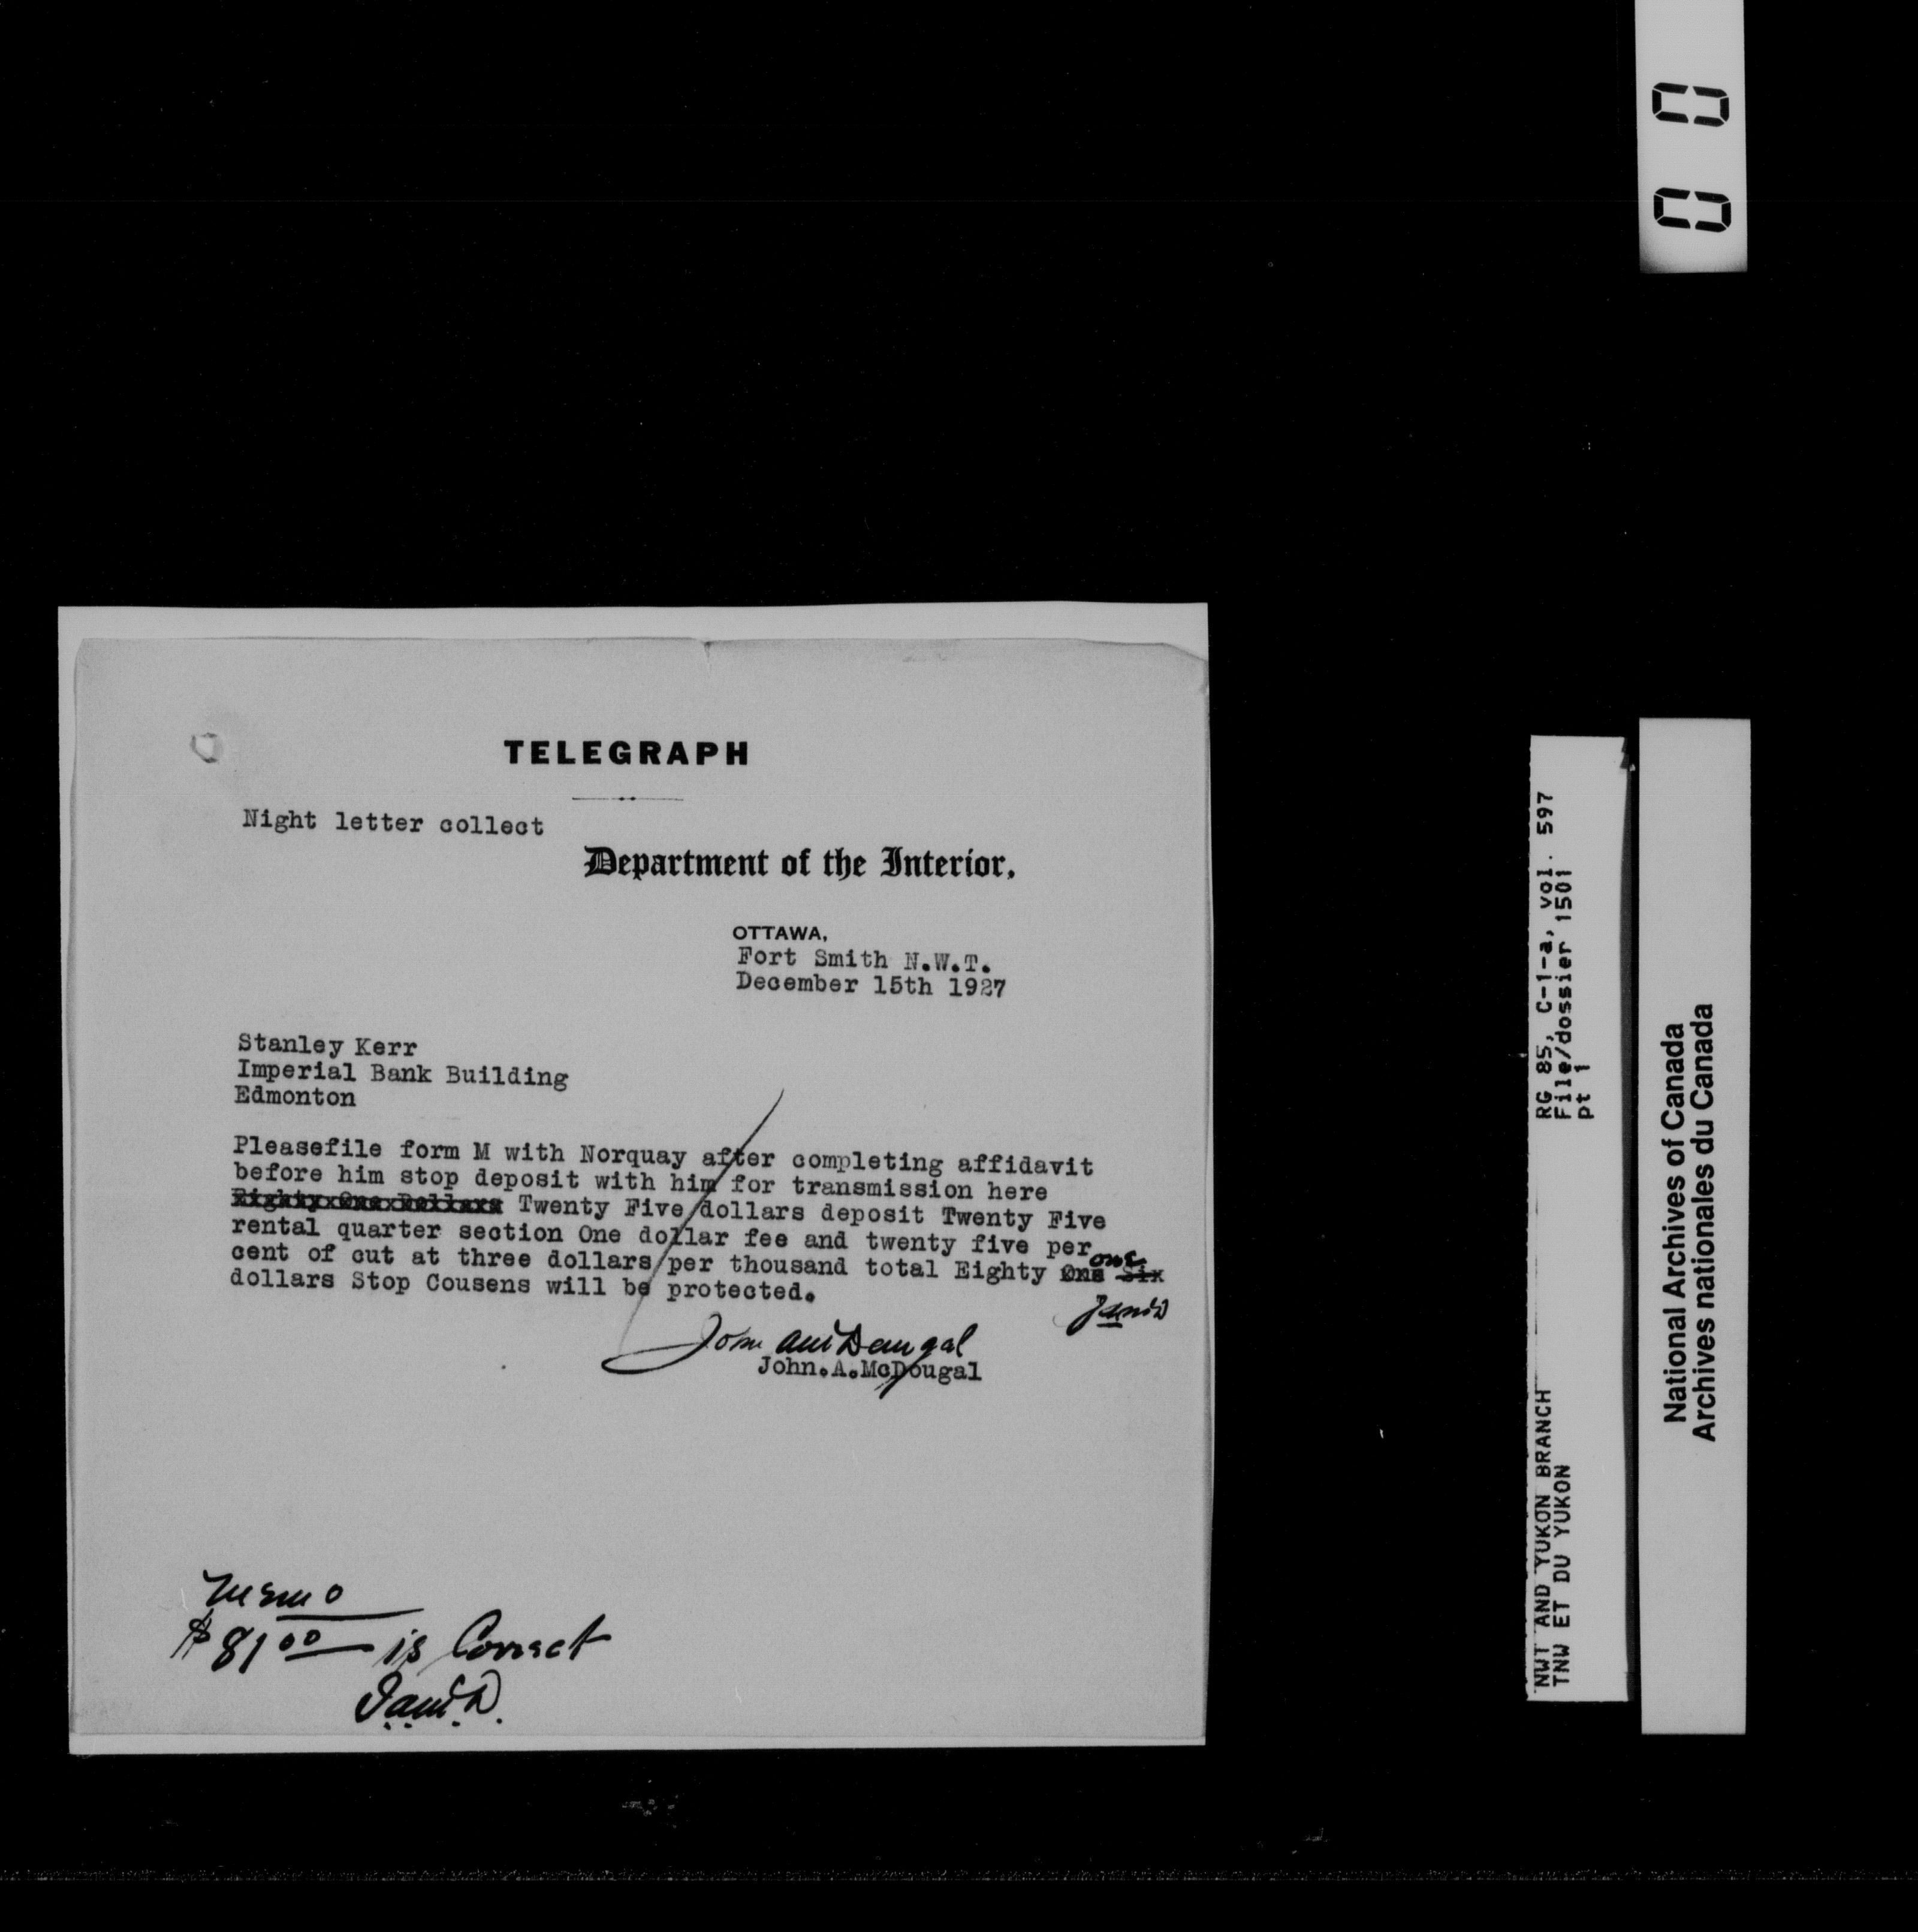 TELEGRAPH
Night letter collect
Department of the Interior.
OTTAWA,
Fort Smith N.W.T.
December 15th 1927
Stanley Kerr
Imperial Bank Building
Edmonton
Pleasefile form M with Norquay after completing affidavit
before him stop deposit with him for transmission here
Eighty One Dollars Twenty Five dollars deposit Twenty Five
rental quarter section One dollar fee and twenty five per
cent of cut at three dollars per thousand total Eighty One Six
one
dollars Stop Cousens will be protected.
John.A.McDougal
Memo
$81 00 is Correct
RG 85, C-1-a, vol. 597
File/dossier 1501
pt 1
NWT AND YUKON BRANCH
TNW ET DU YUKON
National Archives of Canada
Archives nationales du Canada
00